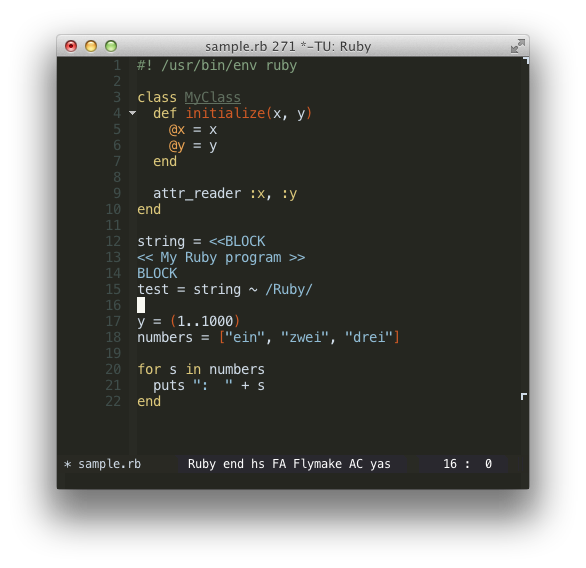 sample.rb 271 *-TU: Ruby
1 #! /usr/bin/env ruby
2
3 class MyClass
4   def initialize(x, y)
5     @x = x
6     @y = y
7   end
8
9   attr_reader :x, :y
10 end
11
12 string = <<BLOCK
13 << My Ruby program >>
14 BLOCK
15 test = string ~ /Ruby/
16
17 y = (1..1000)
18 numbers = ["ein", "zwei", "drei"]
19
20 for s in numbers
21   puts ":  " + s
22 end
* sample.rb Ruby end hs FA Flymake AC yas 16 : 0